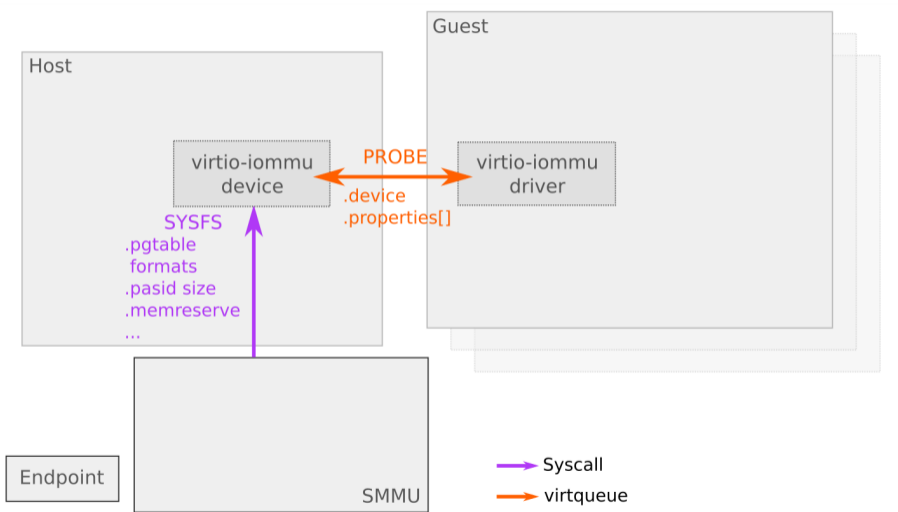 Guest
Host
virtio-iommu
device
PROBE
.device
.properties[]
virtio-iommu
driver
SYSFS
.pgtable
formats
.pasid size
.memreserve
...
Endpoint
SMMU
Syscall
virtqueue